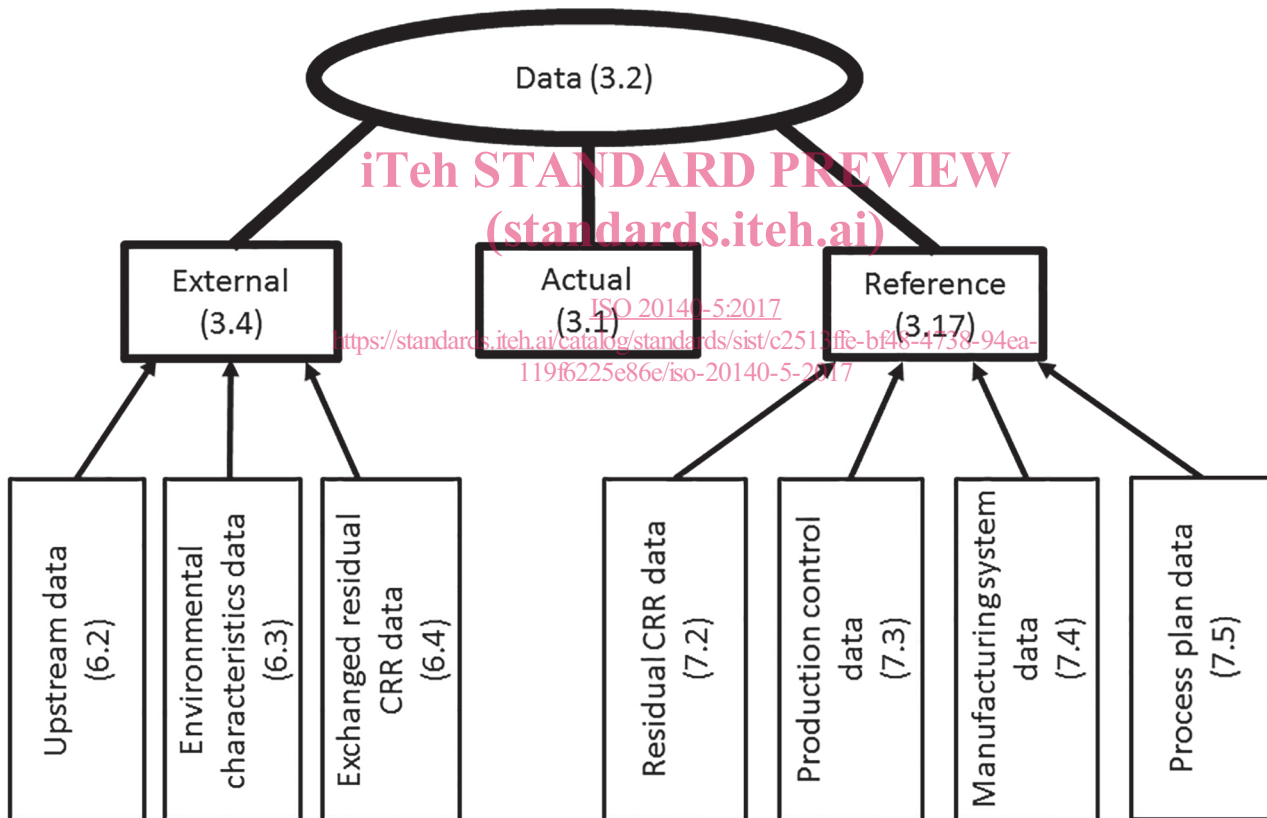 Data (3.2)
iTeh STANDARD PREVIEW
(standards.iteh.ai)
External
(3.4)
Actual
(3.1)
Reference
(3.17)
ISO 20140-5:2017
https://standards.iteh.ai/catalog/standards/sist/c2513ffe-bf48-4738-94ea-
119f6225e86e/iso-20140-5-2017
Upstream data
(6.2)
Environmental
characteristics data
(6.3)
Exchanged residual
CRR data
(6.4)
Residual CRR data
(7.2)
Production control
data
(7.3)
Manufacturing system
data
(7.4)
Process plan data
(7.5)